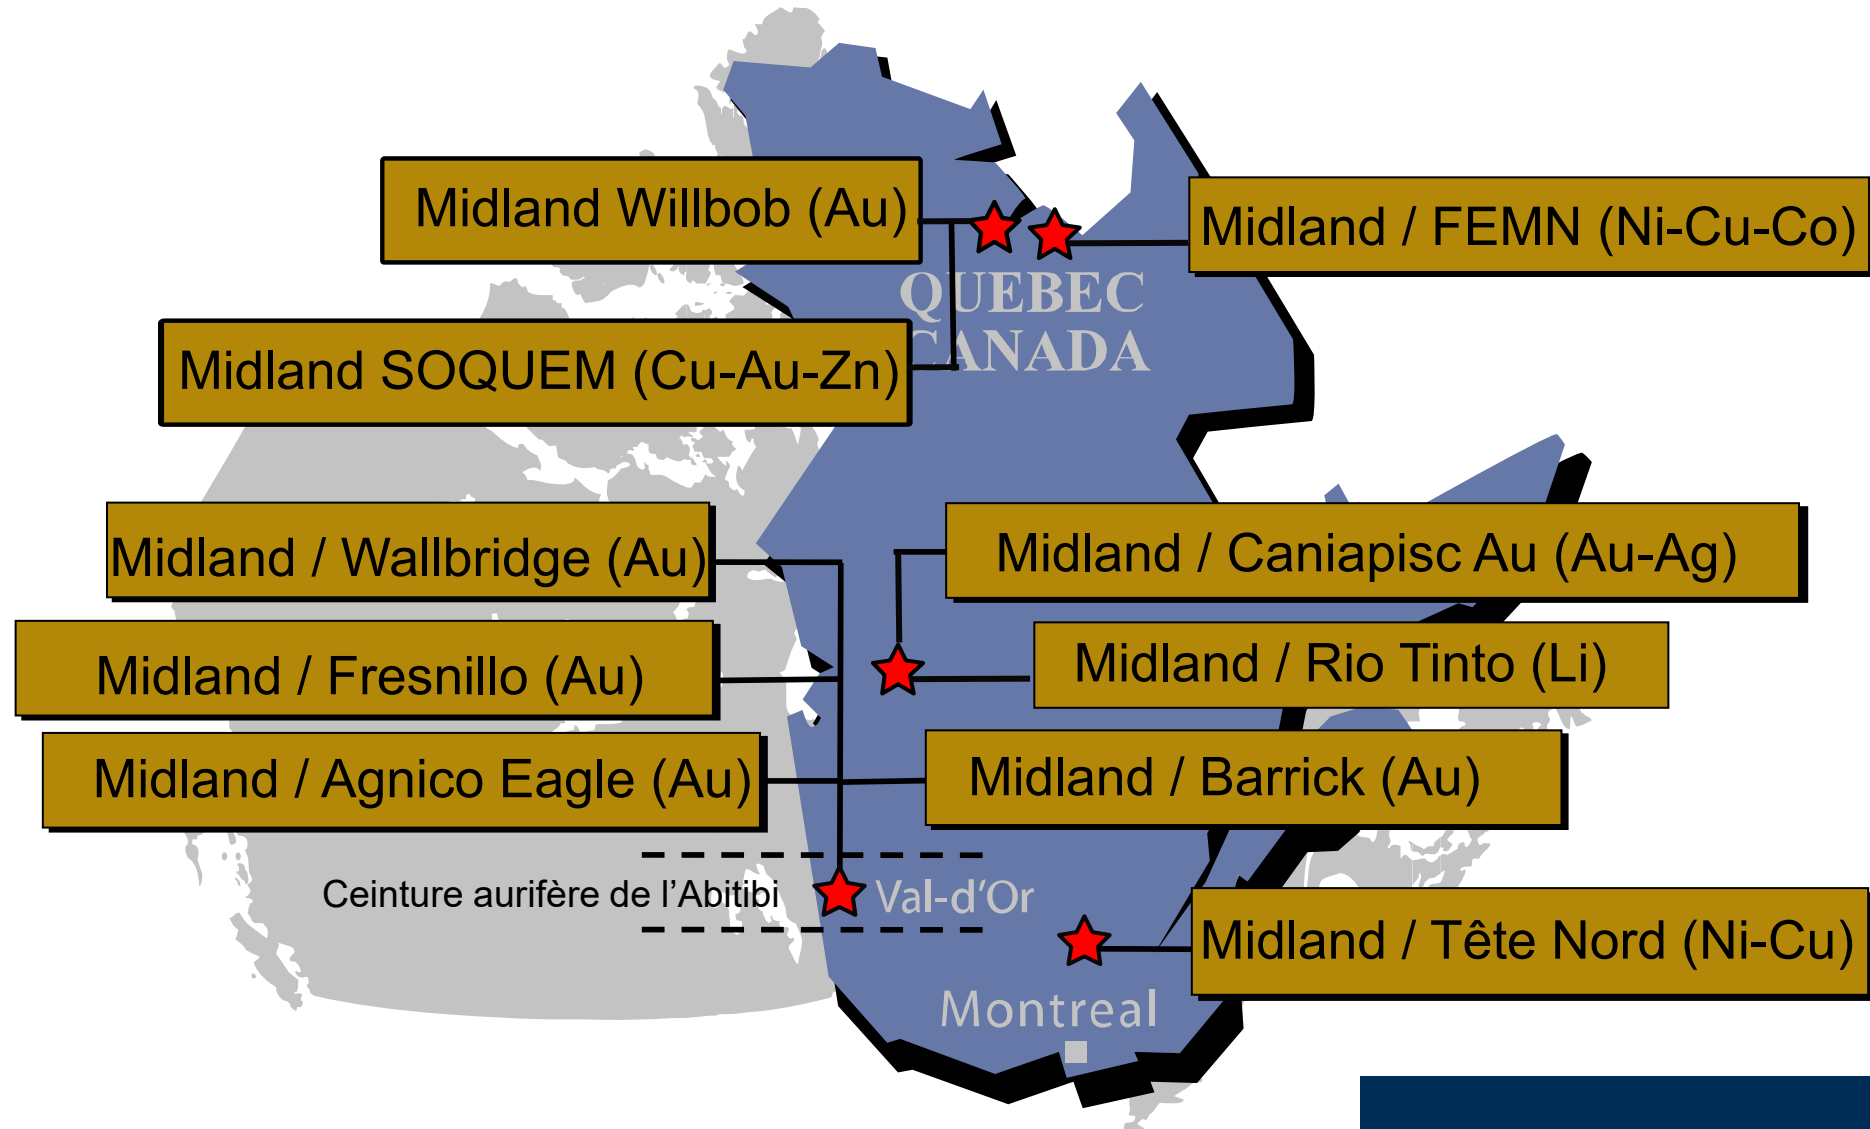 Midland Willbob (Au)
Midland / FEMN (Ni-Cu-Co)
QUEBEC
CANADA
Midland SOQUEM (Cu-Au-Zn)
Midland / Wallbridge (Au)
Midland / Caniapisc Au (Au-Ag)
Midland / Fresnillo (Au)
Midland / Rio Tinto (Li)
Midland / Agnico Eagle (Au)
Midland / Barrick (Au)
Ceinture aurifère de l’Abitibi
Val-d'Or
Midland / Tête Nord (Ni-Cu)
Montreal